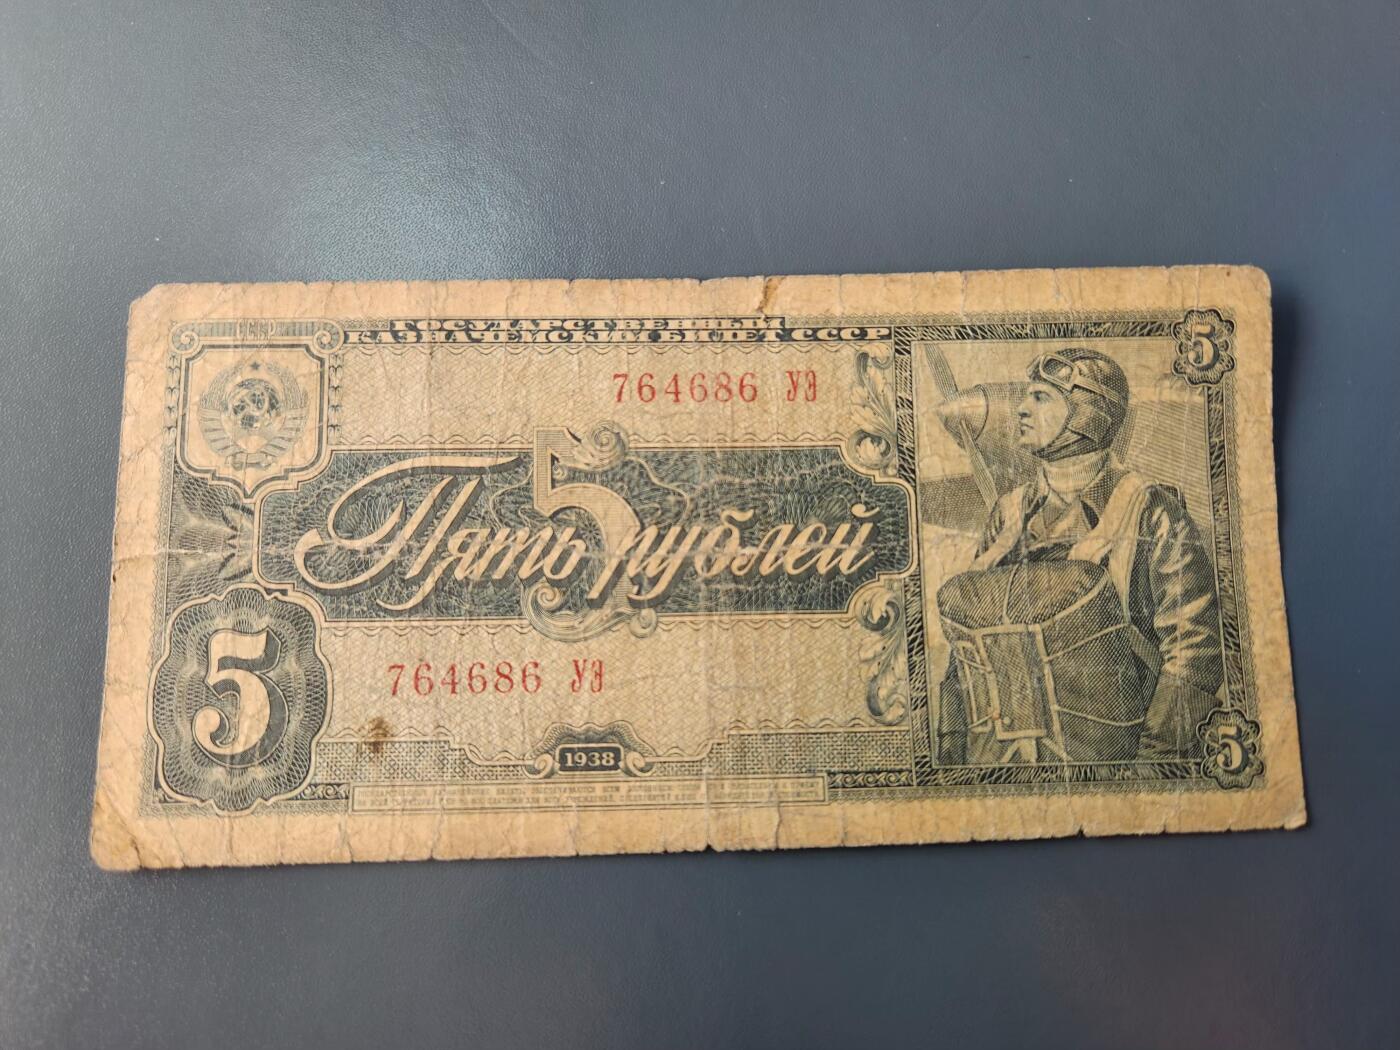 СССР
ГОСУДАРСТВЕННЫЙ
КАЗНАЧЕЙСКИЙ БИЛЕТ СССР
5
764686 УЭ
5
Пять рублей
5
764686 УЭ
1938
5